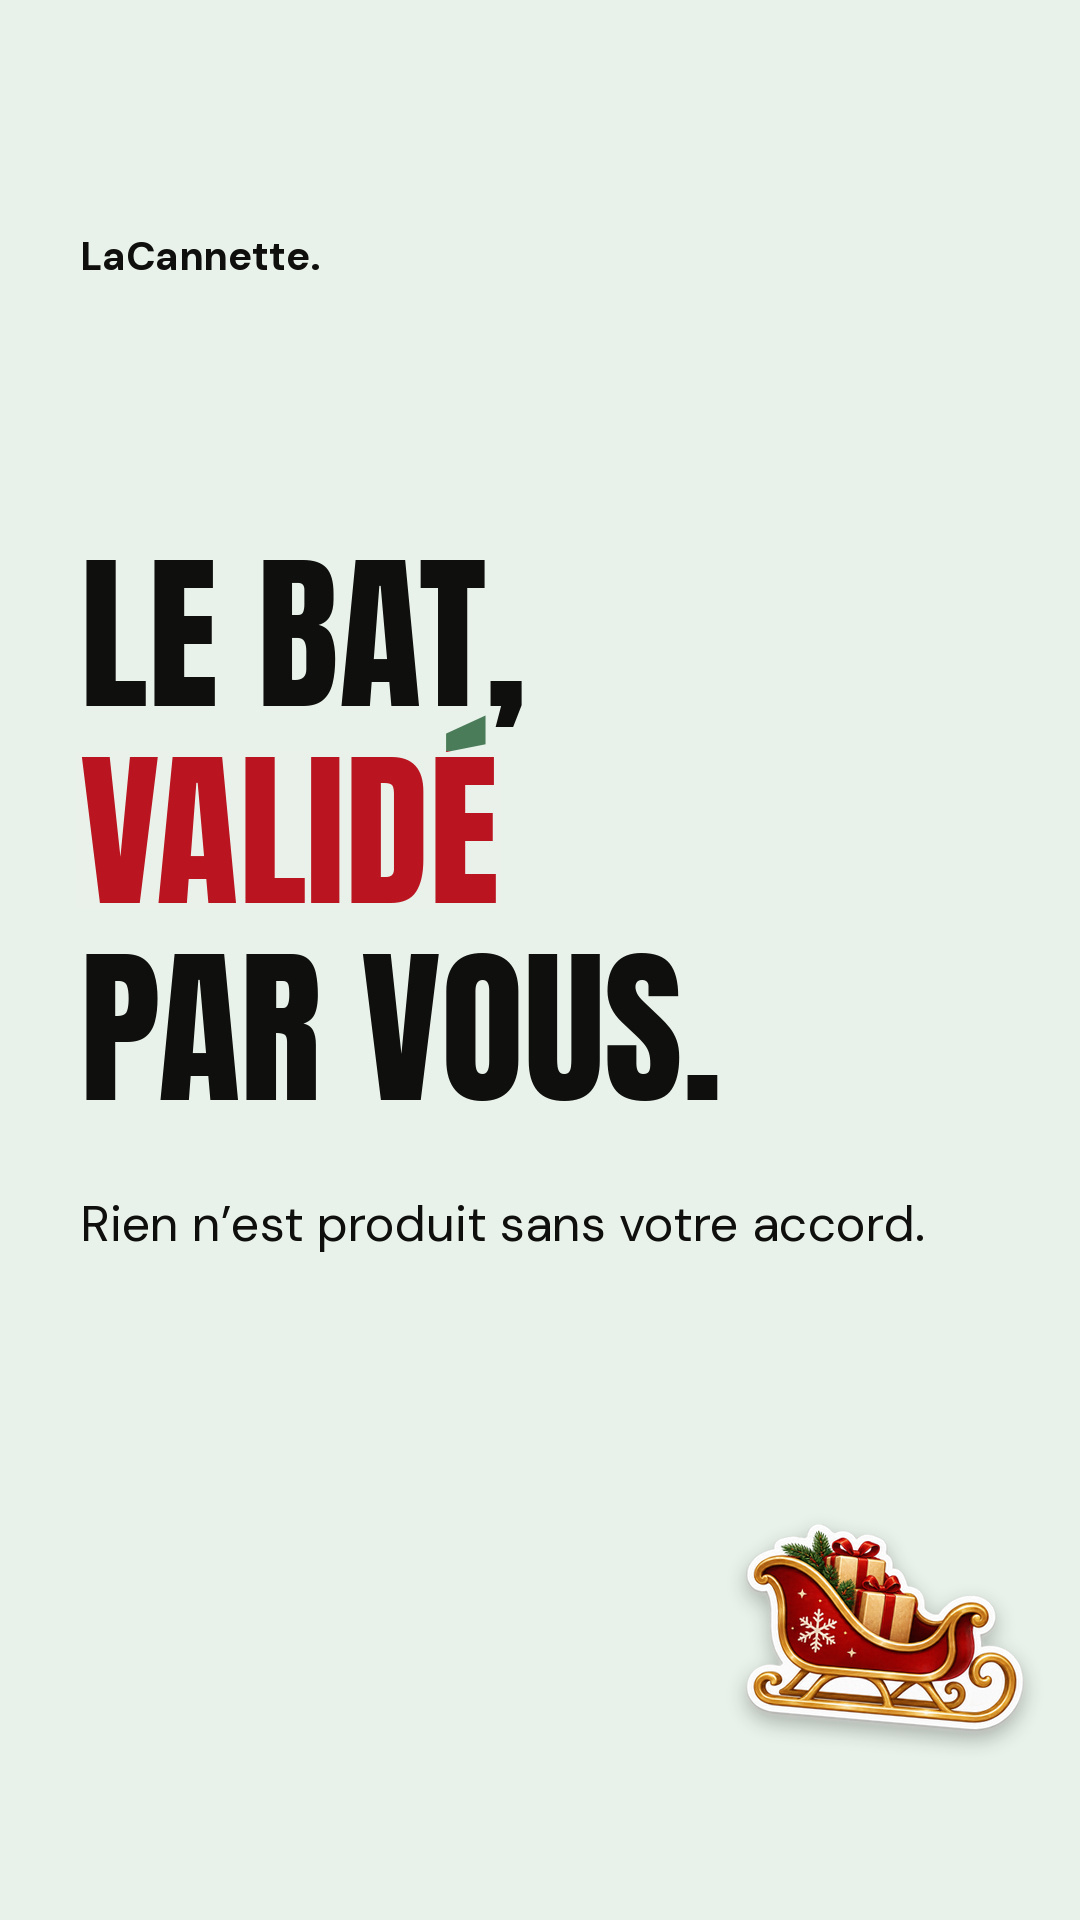 LaCannette.
LE BAT,
VALIDÉ
PAR VOUS.
Rien n’est produit sans votre accord.